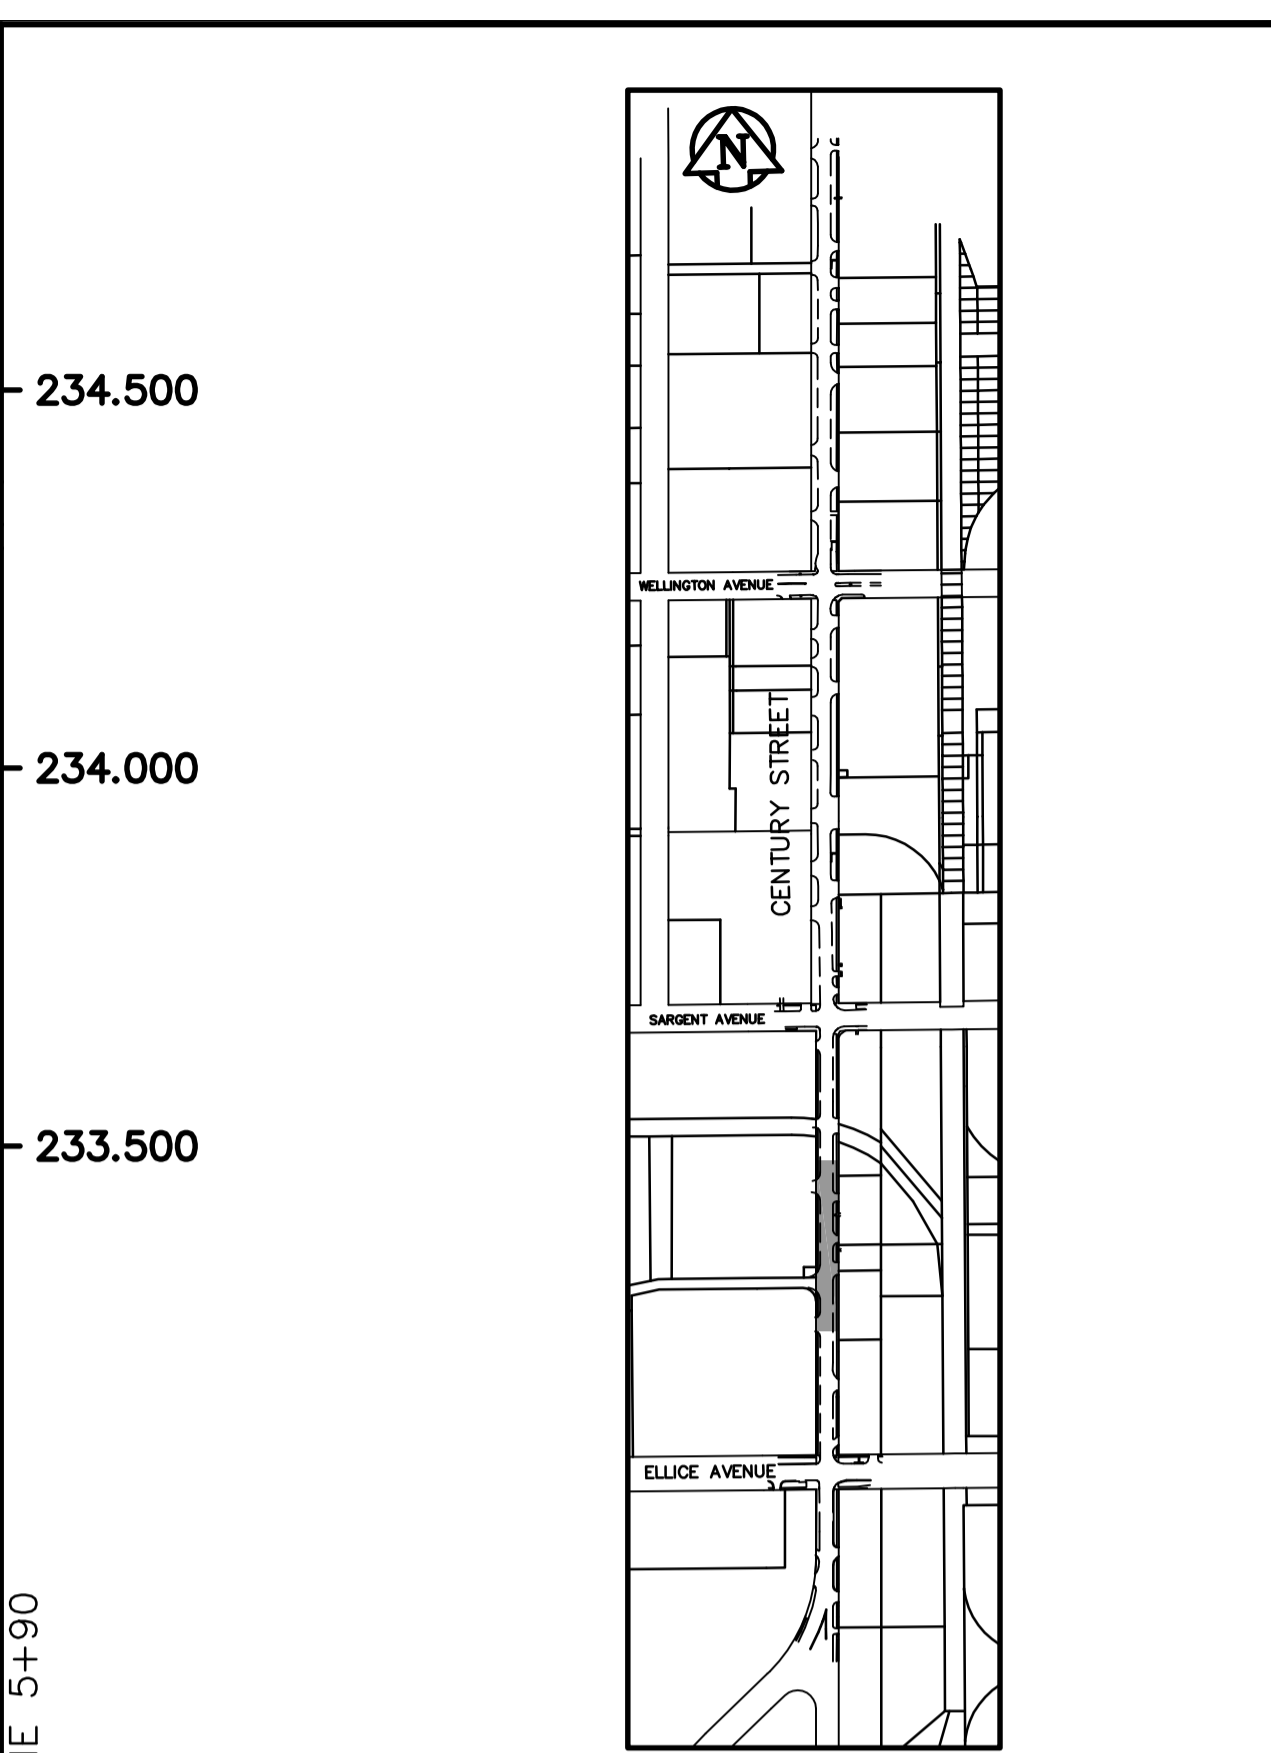 N
234.500
WELLINGTON AVENUE
CENTURY STREET
234.000
SARGENT AVENUE
233.500
ELLICE AVENUE
5+90